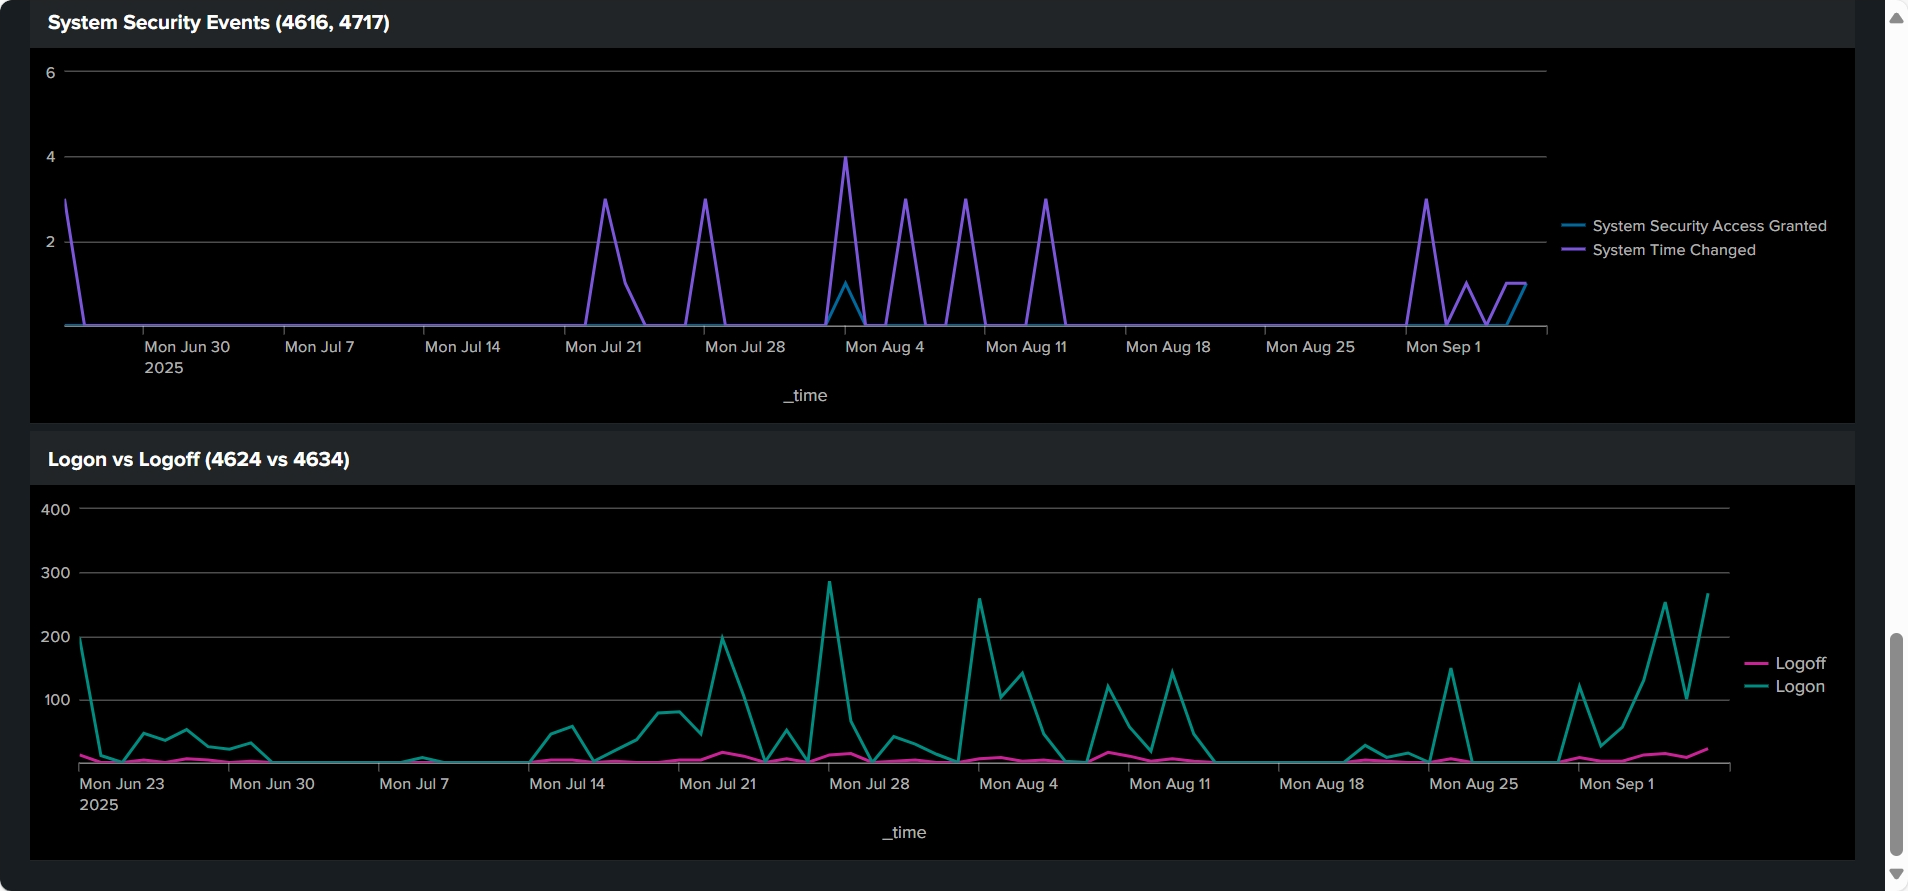 System Security Events (4616, 4717)
6
4
2
System Security Access Granted
System Time Changed
Mon Jun 30 Mon Jul 7 Mon Jul 14 Mon Jul 21 Mon Jul 28 Mon Aug 4 Mon Aug 11 Mon Aug 18 Mon Aug 25 Mon Sep 1
2025
_time
Logon vs Logoff (4624 vs 4634)
400
300
200
100
Logoff
Logon
Mon Jun 23 Mon Jun 30 Mon Jul 7 Mon Jul 14 Mon Jul 21 Mon Jul 28 Mon Aug 4 Mon Aug 11 Mon Aug 18 Mon Aug 25 Mon Sep 1
2025
_time